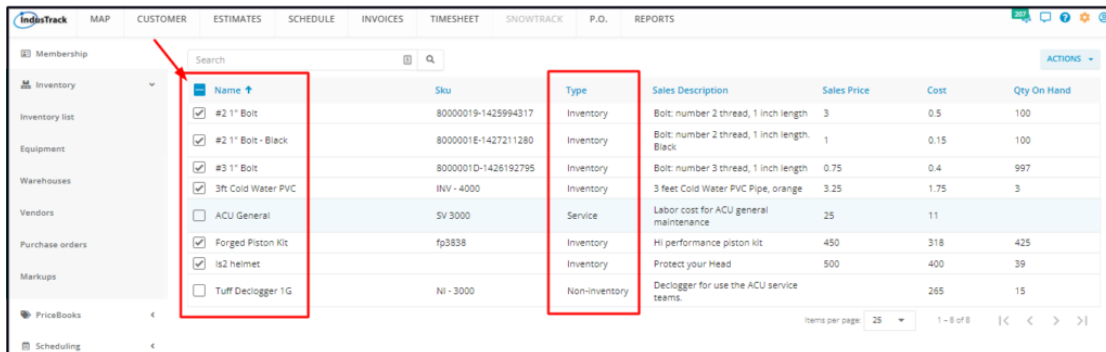 IndusTrack MAP CUSTOMER ESTIMATES SCHEDULE INVOICES TIMESHEET SNOWTRACK P.O. REPORTS 207
Membership
Search ACTIONS
Inventory
Name Sku Type Sales Description Sales Price Cost Qty On Hand
#2 1" Bolt 80000019-1425994317 Inventory Bolt: number 2 thread, 1 inch length 3 0.5 100
Inventory list
#2 1" Bolt - Black 8000001E-1427211280 Inventory Bolt: number 2 thread, 1 inch length. 1 0.15 100
Black
Equipment
#3 1" Bolt 8000001D-1426192795 Inventory Bolt: number 3 thread, 1 inch length 0.75 0.4 997
Warehouses
3ft Cold Water PVC INV - 4000 Inventory 3 feet Cold Water PVC Pipe, orange 3.25 1.75 3
Vendors
ACU General SV 3000 Service Labor cost for ACU general 25 11
maintenance
Purchase orders
Forged Piston Kit fp3838 Inventory Hi performance piston kit 450 318 425
ls2 helmet Inventory Protect your Head 500 400 39
Markups
Tuff Declogger 1G NI - 3000 Non-inventory Declogger for use the ACU service 265 15
teams.
PriceBooks
Items per page: 25 1 – 8 of 8
Scheduling